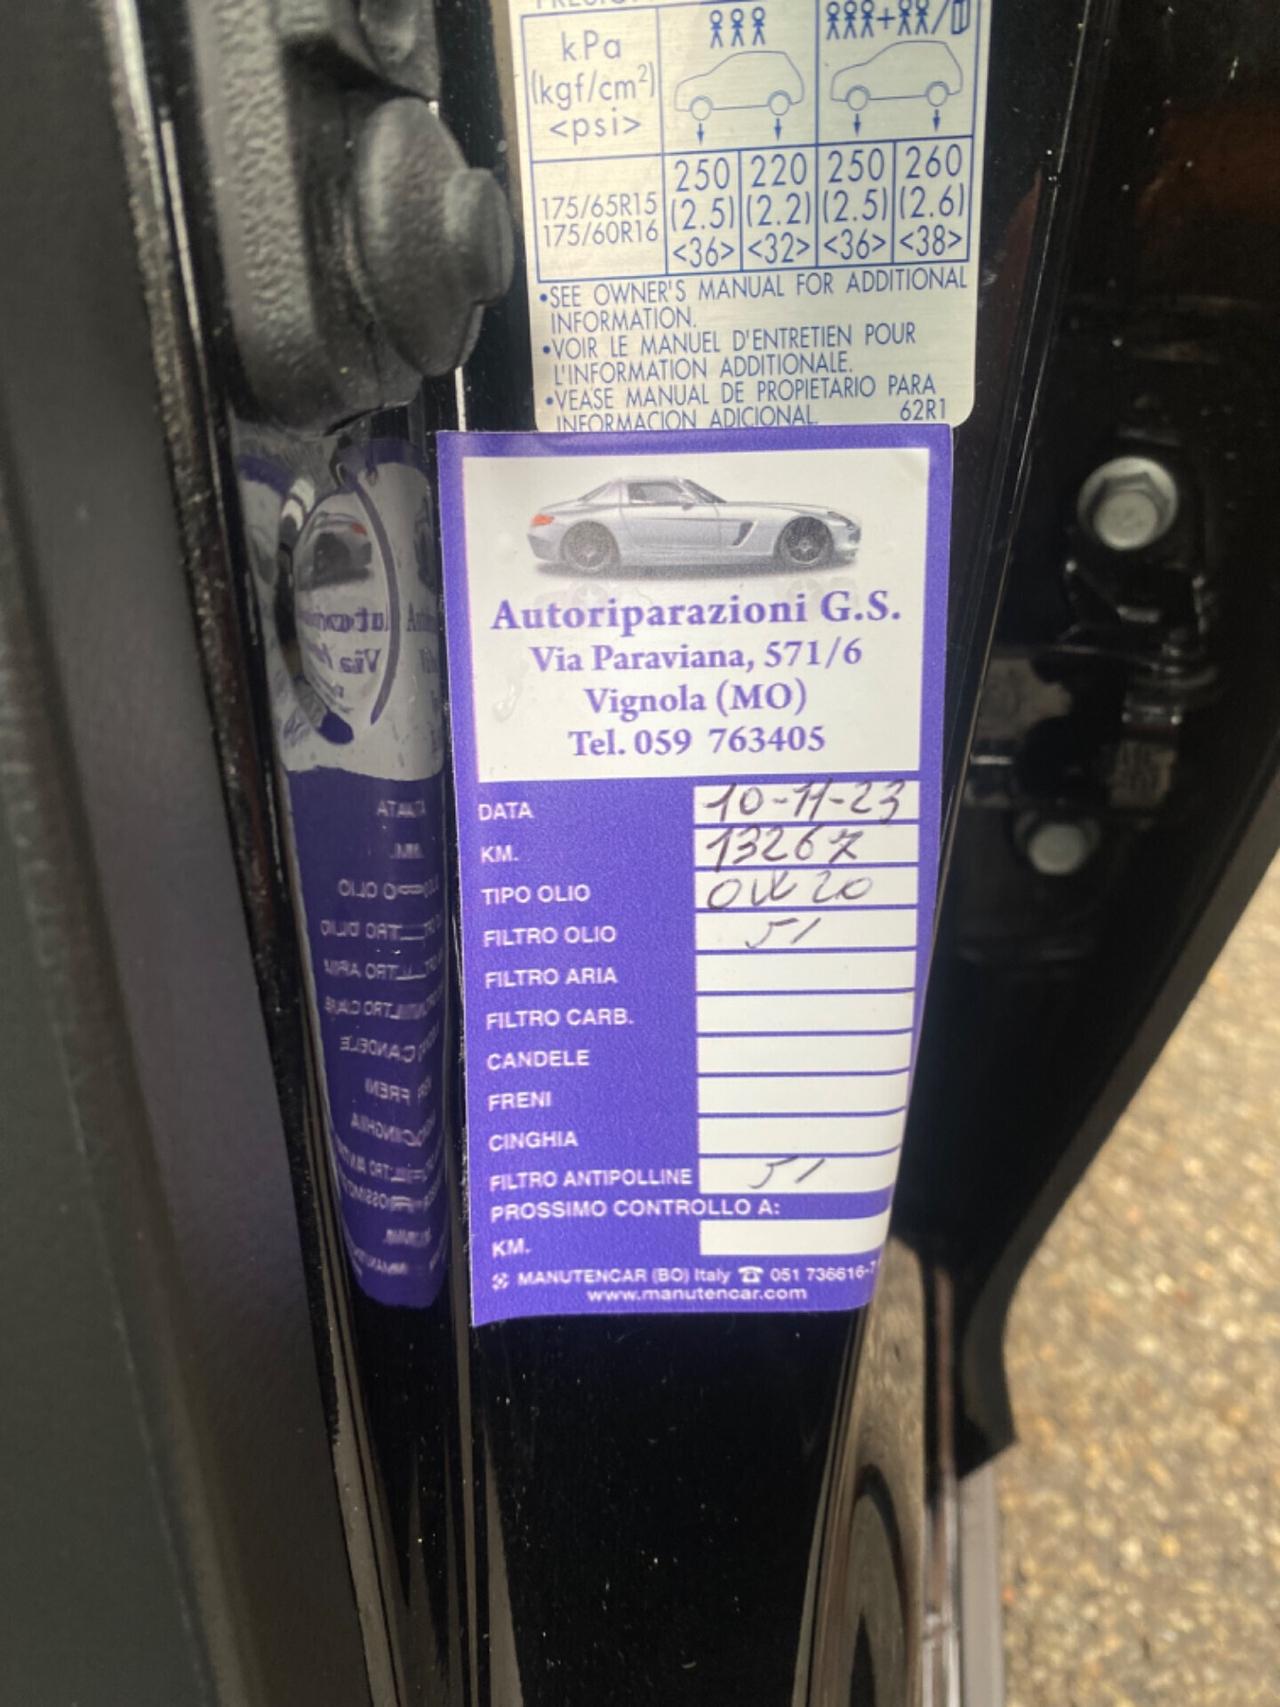 kPa
(kgf/cm²)
<psi>
175/65R15
175/60R16
250 220 250 260
(2.5) (2.2) (2.5) (2.6)
<36> <32> <36> <38>
•SEE OWNER'S MANUAL FOR ADDITIONAL
INFORMATION.
•VOIR LE MANUEL D'ENTRETIEN POUR
L'INFORMATION ADDITIONALE.
•VEASE MANUAL DE PROPIETARIO PARA
INFORMACION ADICIONAL. 62R1
Autoriparazioni G.S.
Via Paraviana, 571/6
Vignola (MO)
Tel. 059 763405
DATA 10-11-23
KM. 13267
TIPO OLIO 0W20
FILTRO OLIO SI
FILTRO ARIA
FILTRO CARB.
CANDELE
FRENI
CINGHIA
FILTRO ANTIPOLLINE SI
PROSSIMO CONTROLLO A:
KM.
MANUTENCAR (BO) Italy ☎ 051 736616-7
www.manutencar.com